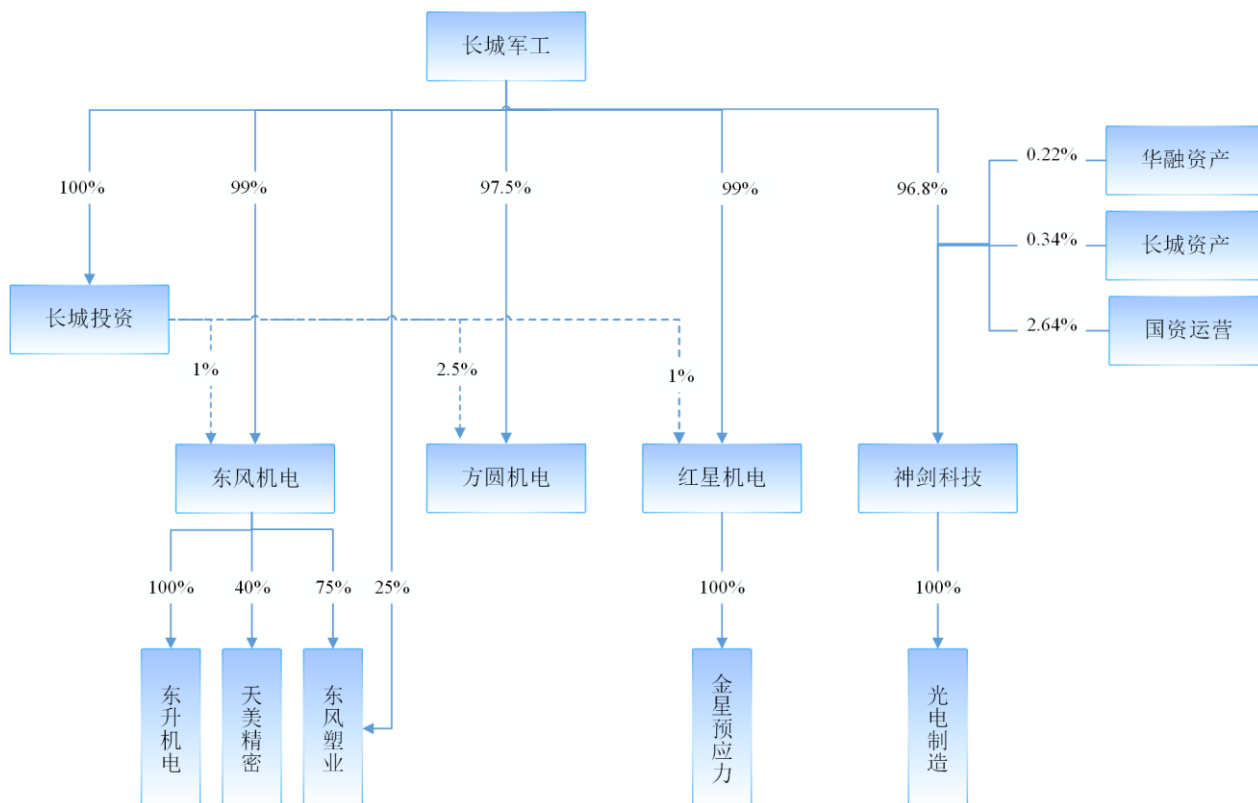 长城军工
100%
99%
97.5%
99%
96.8%
0.22%
华融资产
0.34%
长城资产
2.64%
国资运营
长城投资
1%
2.5%
1%
东风机电
方圆机电
红星机电
神剑科技
100%
40%
75%
25%
100%
100%
东升机电
天美精密
东风塑业
金星预应力
光电制造